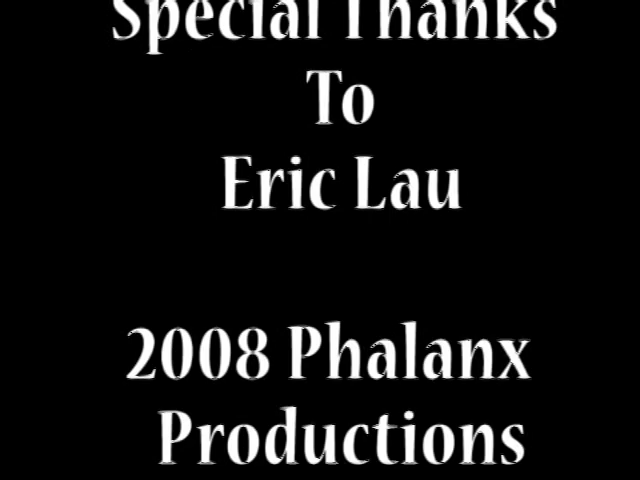 Special Thanks
To
Eric Lau
2008 Phalanx
Productions